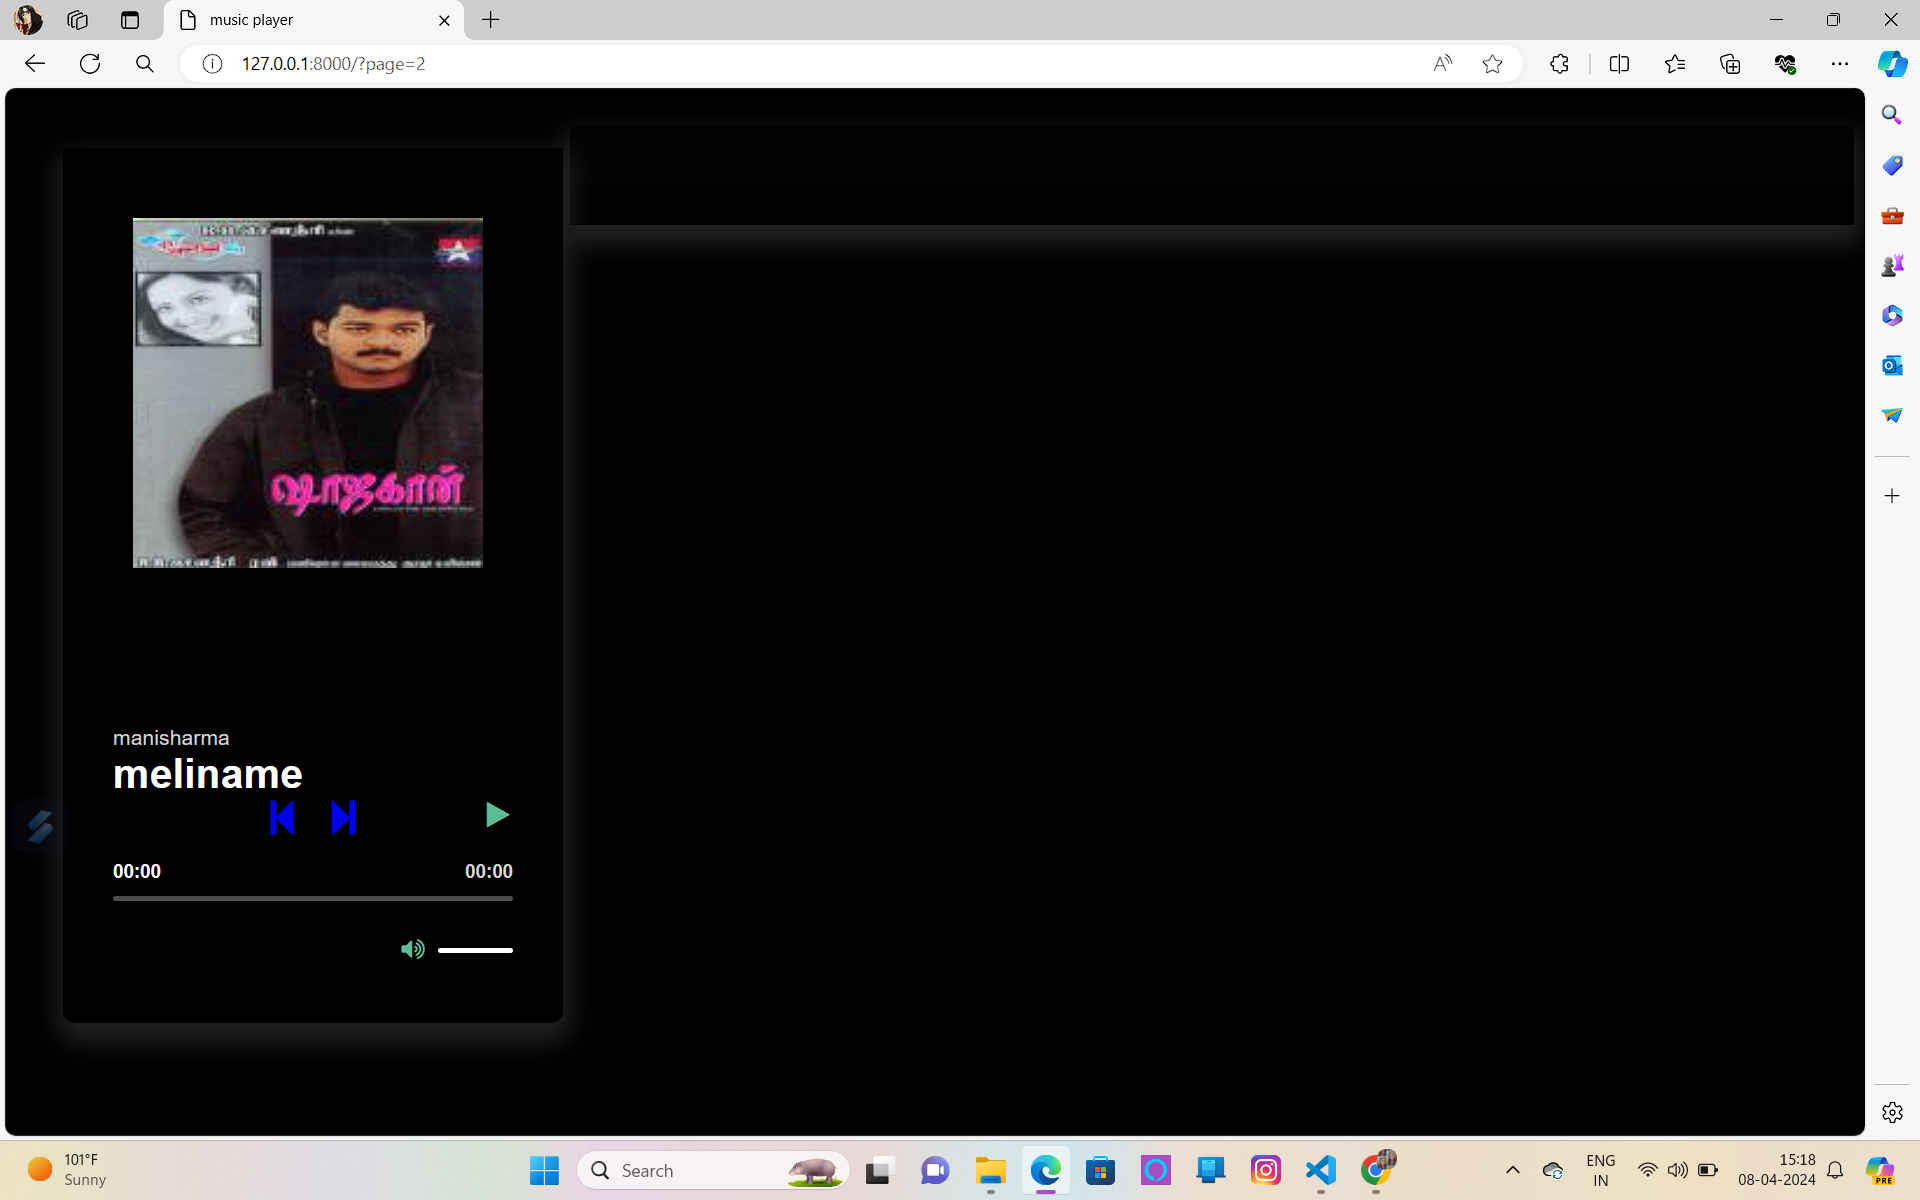 music player
127.0.0.1:8000/?page=2
ஷாஜகான்
manisharma
meliname
00:00
00:00
101°F
Sunny
Search
ENG
IN
15:18
08-04-2024
PRE